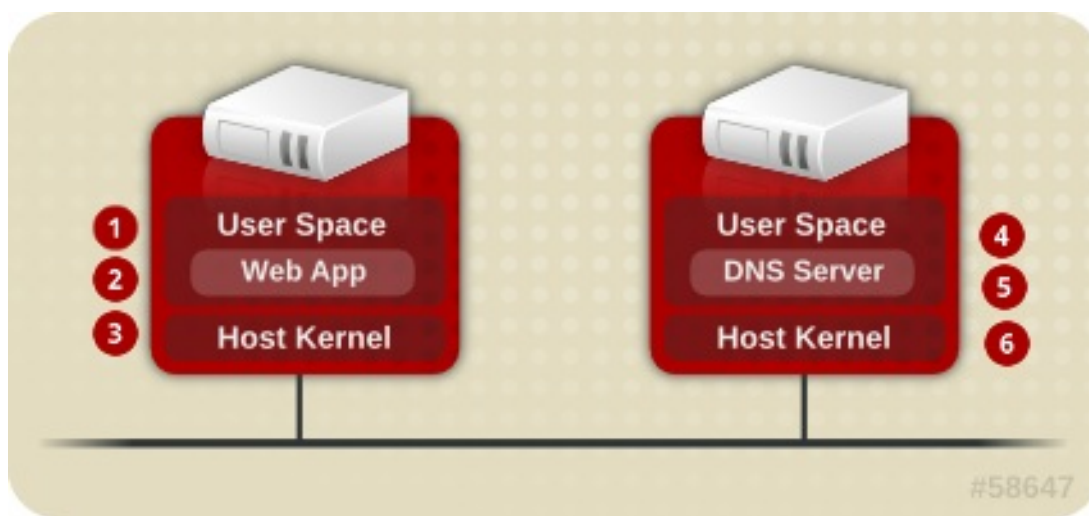 1
User Space
2
Web App
3
Host Kernel
User Space
4
DNS Server
5
Host Kernel
6
#58647